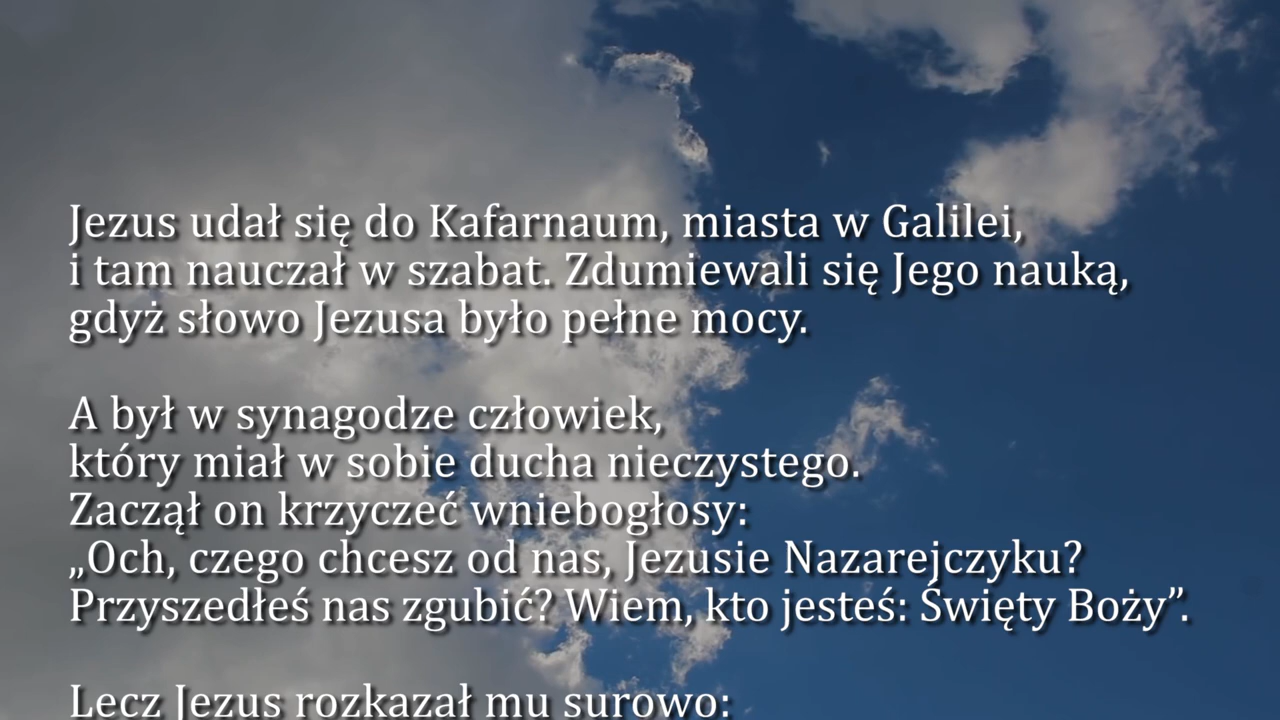 Jezus udał się do Kafarnaum, miasta w Galilei,
i tam nauczał w szabat. Zdumiewali się Jego nauką,
gdyż słowo Jezusa było pełne mocy.
A był w synagodze człowiek,
który miał w sobie ducha nieczystego.
Zaczął on krzyczeć wniebogłosy:
„Och, czego chcesz od nas, Jezusie Nazarejczyku?
Przyszedłeś nas zgubić? Wiem, kto jesteś: Święty Boży”.
Lecz Jezus rozkazał mu surowo: